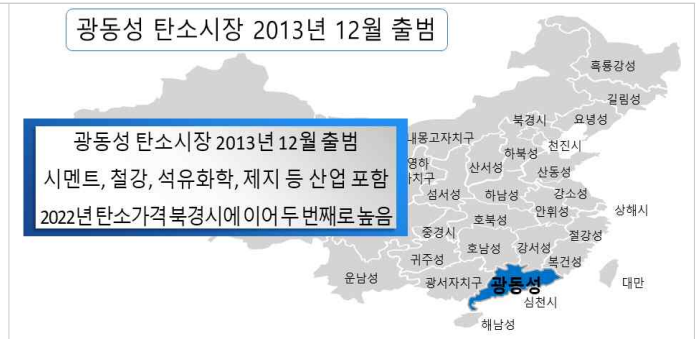 광동성 탄소시장 2013년 12월 출범
흑룡강성
길림성
북경시
요녕성
광동성 탄소시장 2013년 12월 출범
시멘트, 철강, 석유화학, 제지 등 산업 포함
2022년 탄소가격 북경시에 이어 두 번째로 높음
내몽고자치구
하북성
천진시
영하
자치구
산서성
산동성
섬서성
하남성
강소성
안휘성
상해시
호북성
중경시
절강성
호남성
강서성
귀주성
복건성
운남성
광서자치구
광동성
대만
심천시
해남성